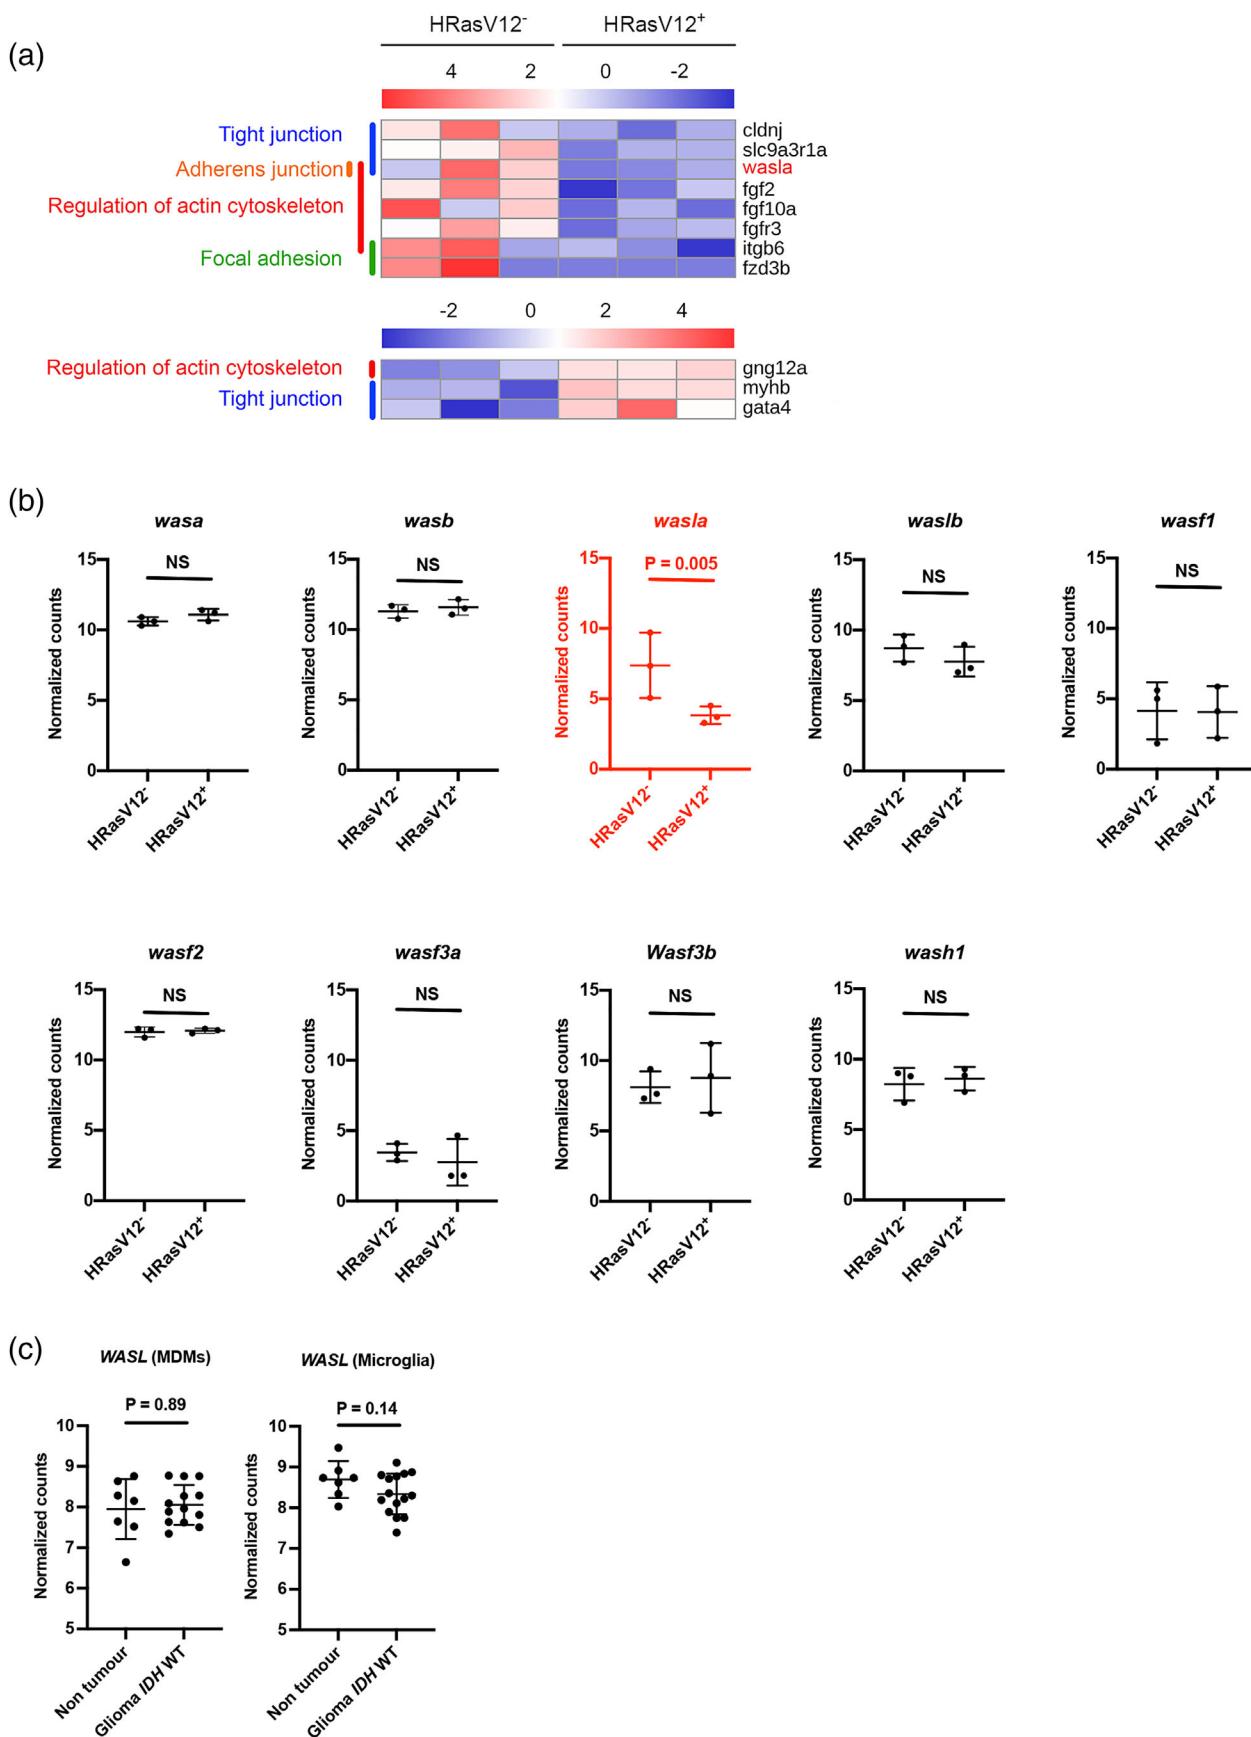 (a)
HRasV12- HRasV12+
4 2 0 -2
Tight junction
Adherens junction
Regulation of actin cytoskeleton
Focal adhesion
cldnj
slc9a3r1a
wasla
fgf2
fgf10a
fgfr3
itgb6
fzd3b
-2 0 2 4
Regulation of actin cytoskeleton
Tight junction
gng12a
myhb
gata4
(b)
wasa
NS
Normalized counts
15
10
5
0
HRasV12-
HRasV12+
wasb
NS
Normalized counts
15
10
5
0
HRasV12-
HRasV12+
wasla
P = 0.005
Normalized counts
15
10
5
0
HRasV12-
HRasV12+
waslb
NS
Normalized counts
15
10
5
0
HRasV12-
HRasV12+
wasf1
NS
Normalized counts
15
10
5
0
HRasV12-
HRasV12+
wasf2
NS
Normalized counts
15
10
5
0
HRasV12-
HRasV12+
wasf3a
NS
Normalized counts
15
10
5
0
HRasV12-
HRasV12+
Wasf3b
NS
Normalized counts
15
10
5
0
HRasV12-
HRasV12+
wash1
NS
Normalized counts
15
10
5
0
HRasV12-
HRasV12+
(c)
WASL (MDMs)
P = 0.89
Normalized counts
10
9
8
7
6
5
Non tumour
Glioma IDH WT
WASL (Microglia)
P = 0.14
Normalized counts
10
9
8
7
6
5
Non tumour
Glioma IDH WT